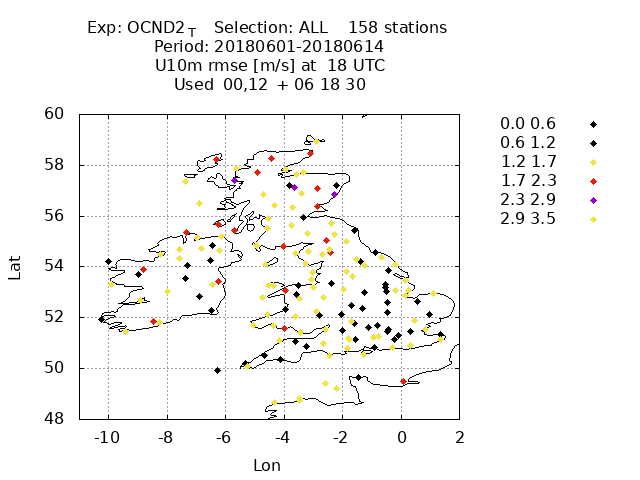 Exp: OCND2 T Selection: ALL 158 stations
Period: 20180601-20180614
U10m rmse [m/s] at 18 UTC
Used 00,12 + 06 18 30
60
58
56
54
52
50
48
Lat
-10 -8 -6 -4 -2 0 2
Lon
0.0 0.6
0.6 1.2
1.2 1.7
1.7 2.3
2.3 2.9
2.9 3.5